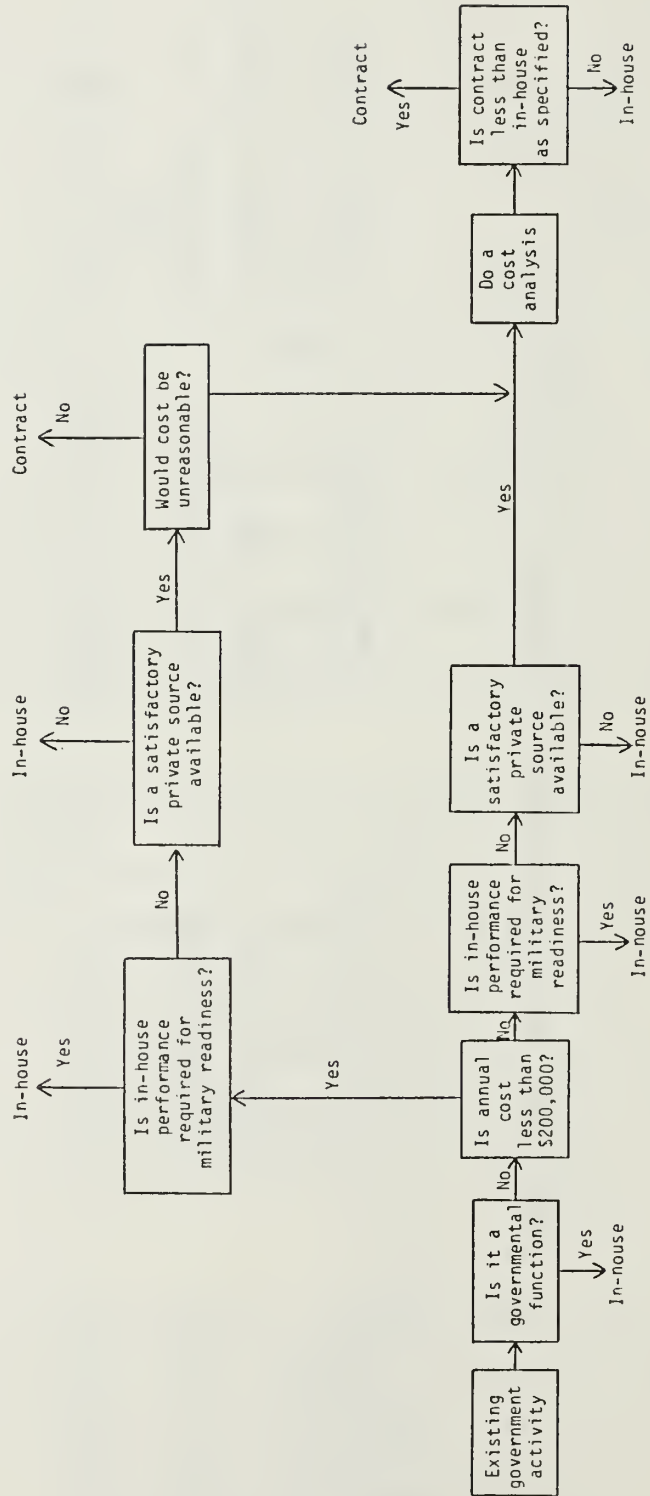 Existing
government
activity
Is it a
governmental
function?
Yes
In-nouse
No
Is annual
cost
less than
$200,000?
Yes
No
Is in-house
performance
required for
military readiness?
Yes
In-house
No
Is a satisfactory
private source
available?
No
In-house
Yes
Would cost be
unreasonable?
No
Contract
Is in-house
performance
required for
military
readiness?
Yes
In-nouse
No
Is a
satisfactory
private
source
available?
No
In-nouse
Yes
Do a
cost
analysis
Is contract
less than
in-house
as specified?
Yes
Contract
No
In-house